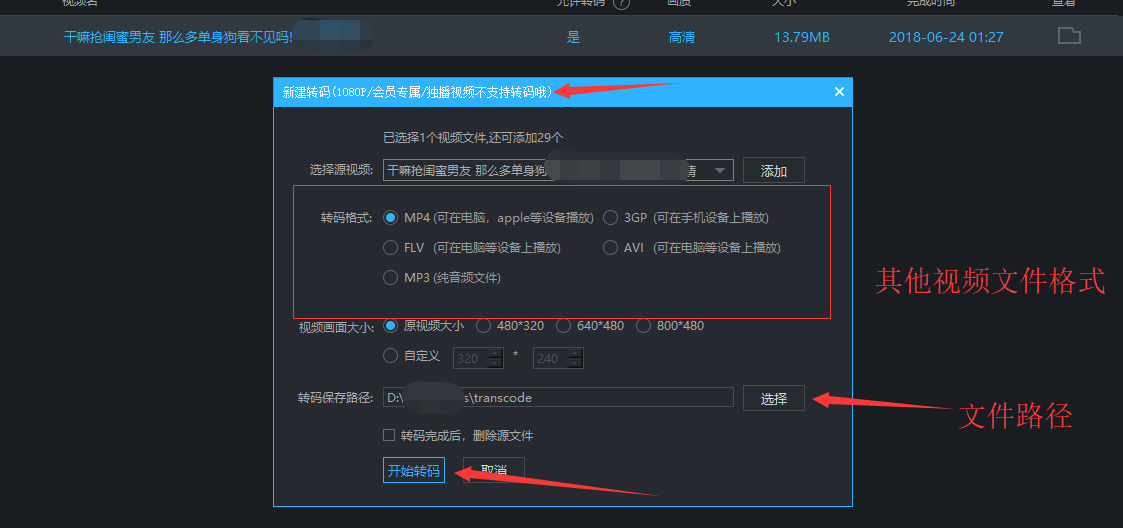 视频名 允许转码 ? 画质 大小 完成时间 查看
干嘛抢闺蜜男友 那么多单身狗看不见吗! 是 高清 13.79MB 2018-06-24 01:27
新建转码(1080P/会员专属/独播视频不支持转码哦)
已选择1个视频文件,还可添加29个
选择源视频: 干嘛抢闺蜜男友 那么多单身狗 清 添加
转码格式: MP4 (可在电脑，apple等设备播放) 3GP (可在手机设备上播放)
FLV (可在电脑等设备上播放) AVI (可在电脑等设备上播放)
MP3 (纯音频文件)
其他视频文件格式
视频画面大小: 原视频大小 480*320 640*480 800*480
自定义 320 * 240
转码保存路径: D:\ s\transcode 选择
文件路径
转码完成后，删除源文件
开始转码 取消